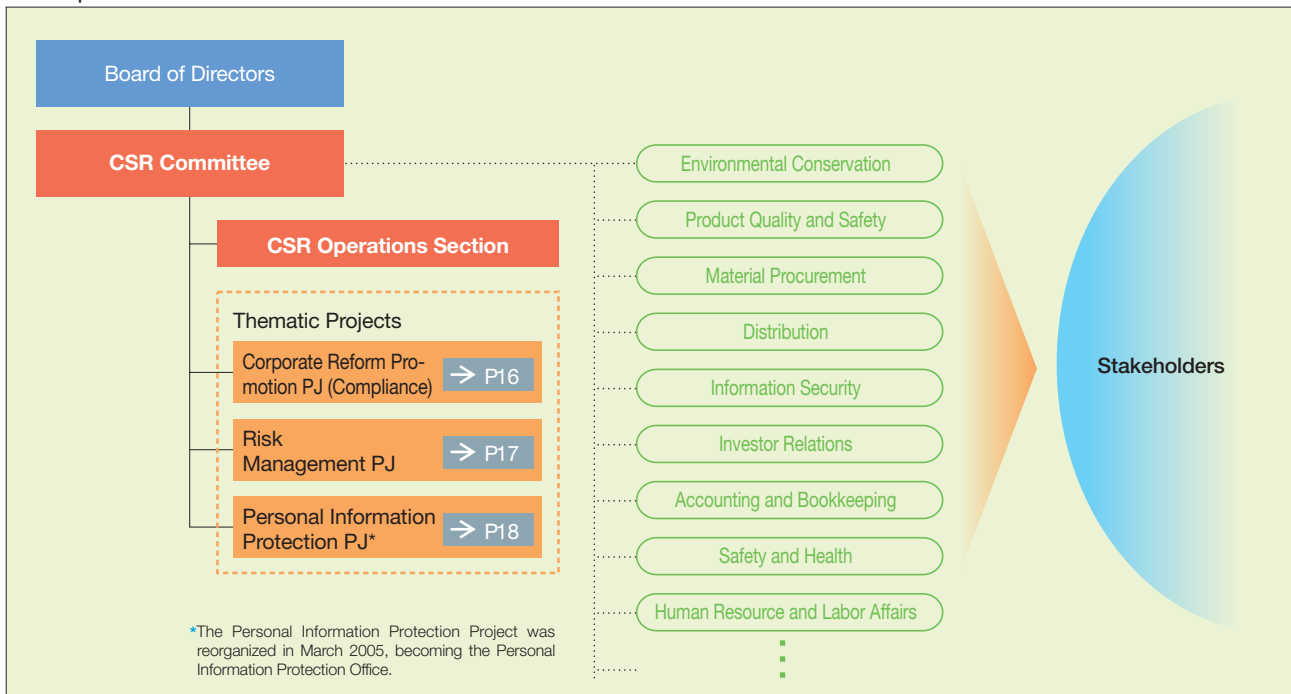 Board of Directors
CSR Committee
CSR Operations Section
Thematic Projects
Corporate Reform Pro-
motion PJ (Compliance)
→ P16
Risk
Management PJ
→ P17
Personal Information
Protection PJ*
→ P18
*The Personal Information Protection Project was
reorganized in March 2005, becoming the Personal
Information Protection Office.
Environmental Conservation
Product Quality and Safety
Material Procurement
Distribution
Information Security
Investor Relations
Accounting and Bookkeeping
Safety and Health
Human Resource and Labor Affairs
Stakeholders